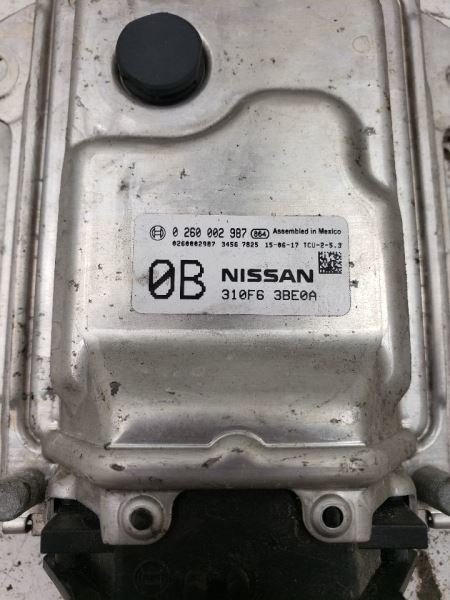 0 260 002 987 864 Assembled in Mexico
0260002987 3456 7825 15-06-17 TCU-2-5.3
0B NISSAN
310F6 3BE0A